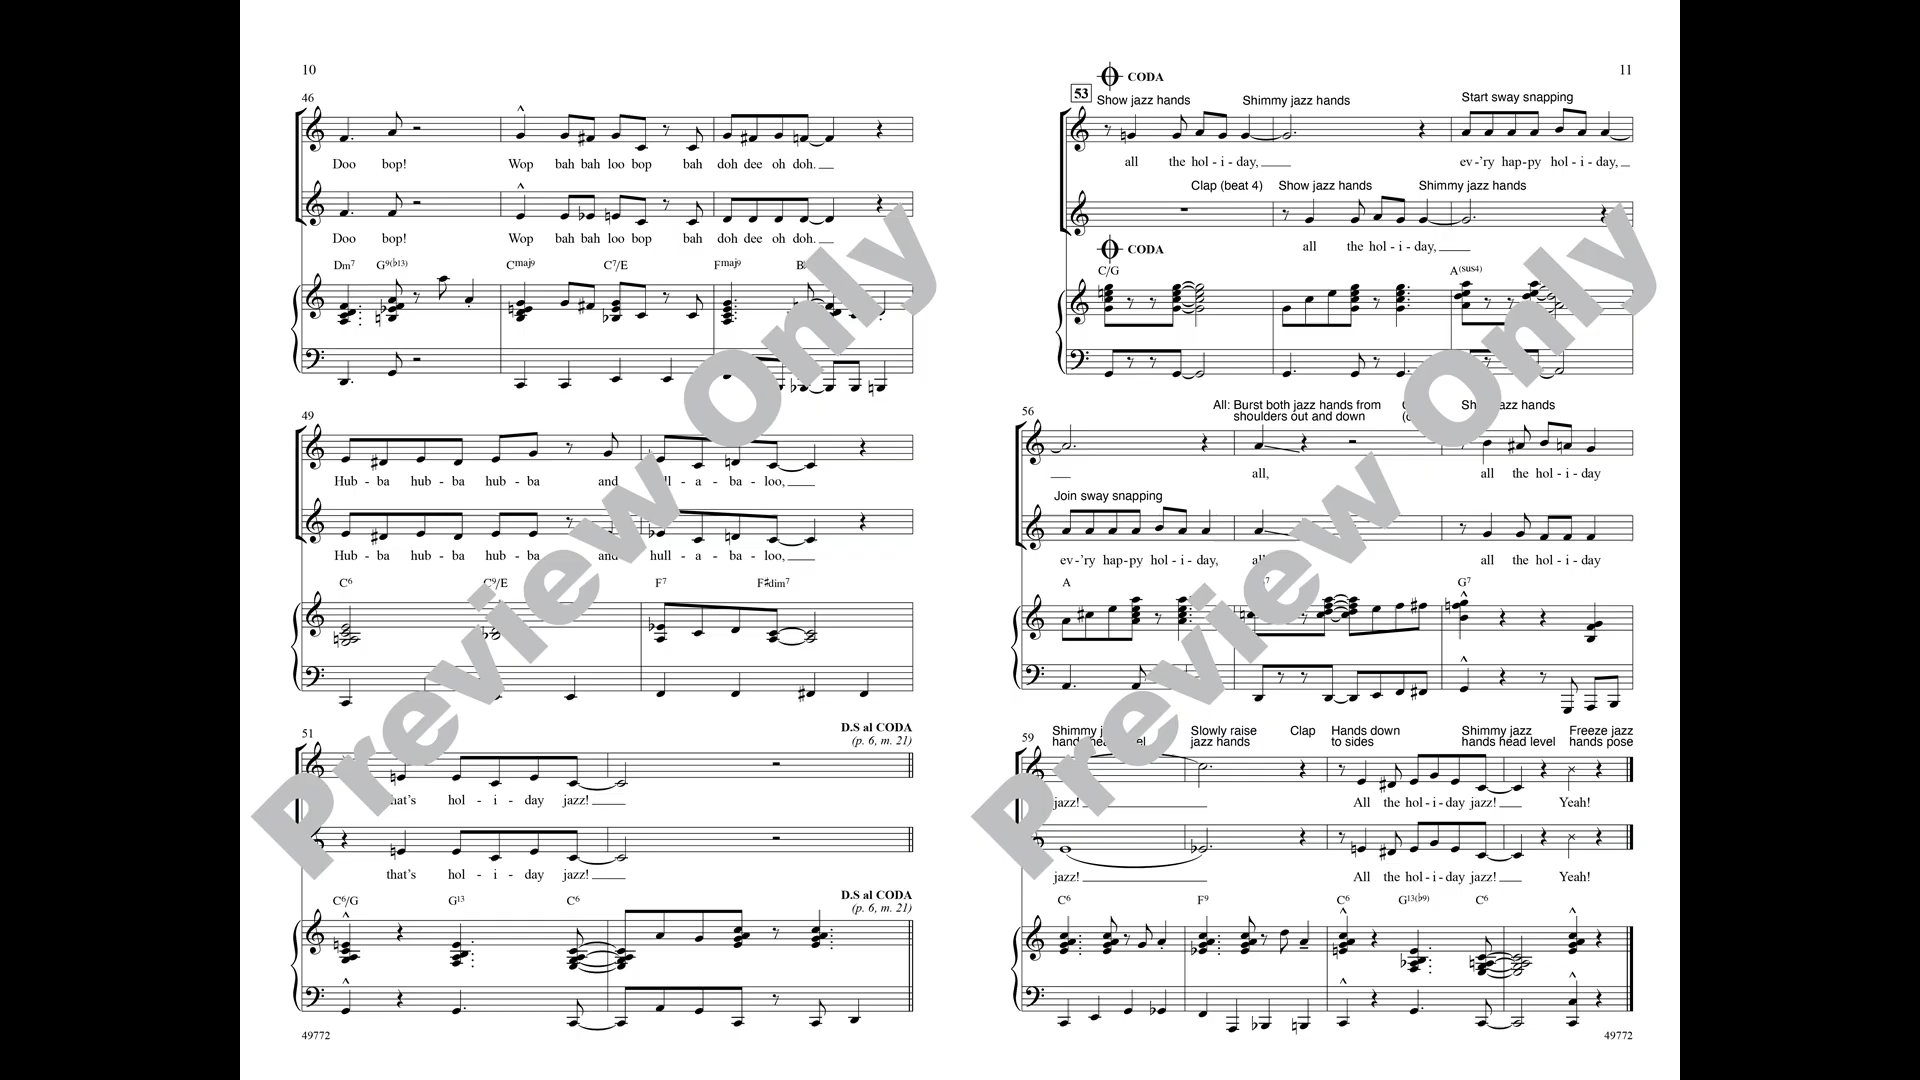 10
46
Doo bop! Wop bah bah loo bop bah doh dee oh doh.
Doo bop! Wop bah bah loo bop bah doh dee oh doh.
Dm7 G9(♭13) Cmaj9 C7/E Fmaj9
49
Hub - ba hub - ba hub - ba and - a - ba - loo,
Hub - ba hub - ba hub - ba and hull - a - ba - loo,
C6 C9/E F7 F♯dim7
D.S al CODA
(p. 6, m. 21)
51
that's hol - i - day jazz!
that's hol - i - day jazz!
D.S al CODA
(p. 6, m. 21)
C6/G G13 C6
49772
11
CODA
53
Show jazz hands Shimmy jazz hands Start sway snapping
all the hol - i - day, ev-'ry hap-py hol - i - day,
Clap (beat 4) Show jazz hands Shimmy jazz hands
all the hol - i - day,
CODA
C/G A(sus4)
56
All: Burst both jazz hands from shoulders out and down jazz hands
all, all the hol - i - day
Join sway snapping
ev-'ry hap-py hol - i - day, all the hol - i - day
A G7
59
Shimmy Slowly raise Clap Hands down Shimmy jazz Freeze jazz
jazz hands to sides hands head level hands pose
jazz! All the hol - i - day jazz! Yeah!
jazz! All the hol - i - day jazz! Yeah!
C6 F9 C6 G13(♭9) C6
49772
Preview Only
Preview Only